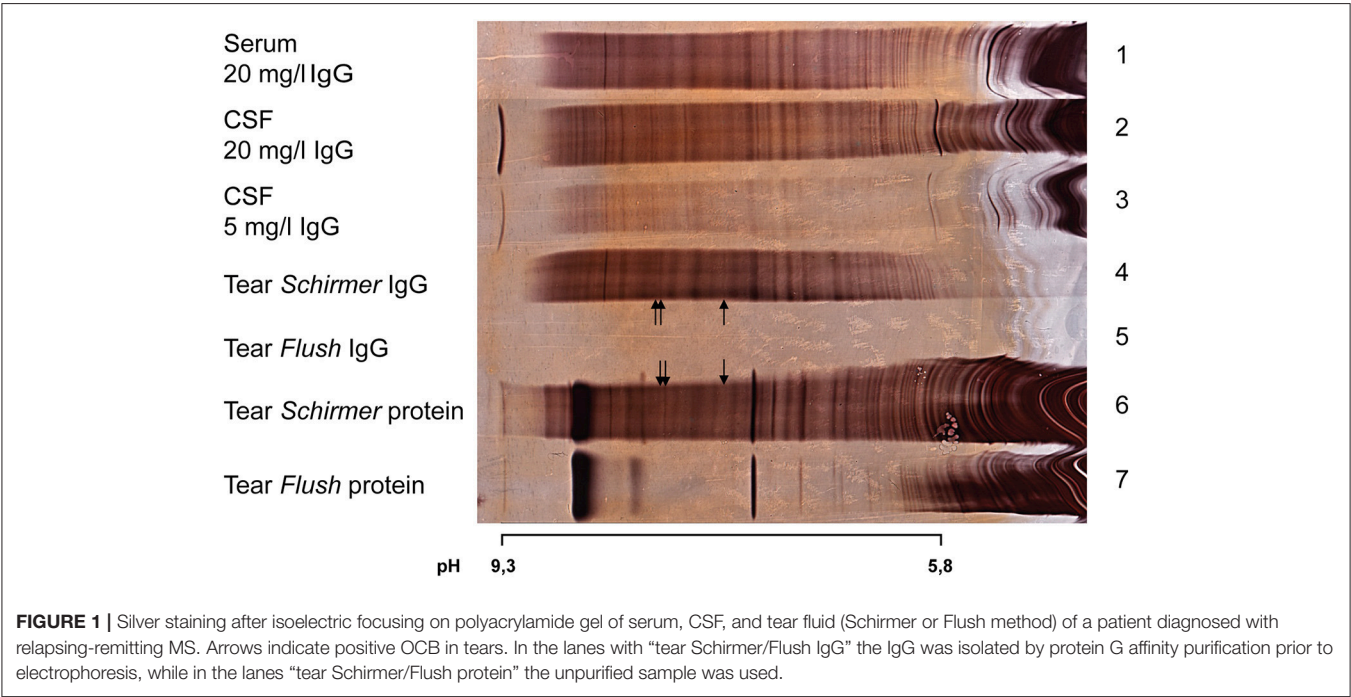 Serum
20 mg/l IgG
1
CSF
20 mg/l IgG
2
CSF
5 mg/l IgG
3
Tear Schirmer IgG
4
Tear Flush IgG
5
Tear Schirmer protein
6
Tear Flush protein
7
pH 9,3 5,8
FIGURE 1 | Silver staining after isoelectric focusing on polyacrylamide gel of serum, CSF, and tear fluid (Schirmer or Flush method) of a patient diagnosed with
relapsing-remitting MS. Arrows indicate positive OCB in tears. In the lanes with “tear Schirmer/Flush IgG” the IgG was isolated by protein G affinity purification prior to
electrophoresis, while in the lanes “tear Schirmer/Flush protein” the unpurified sample was used.